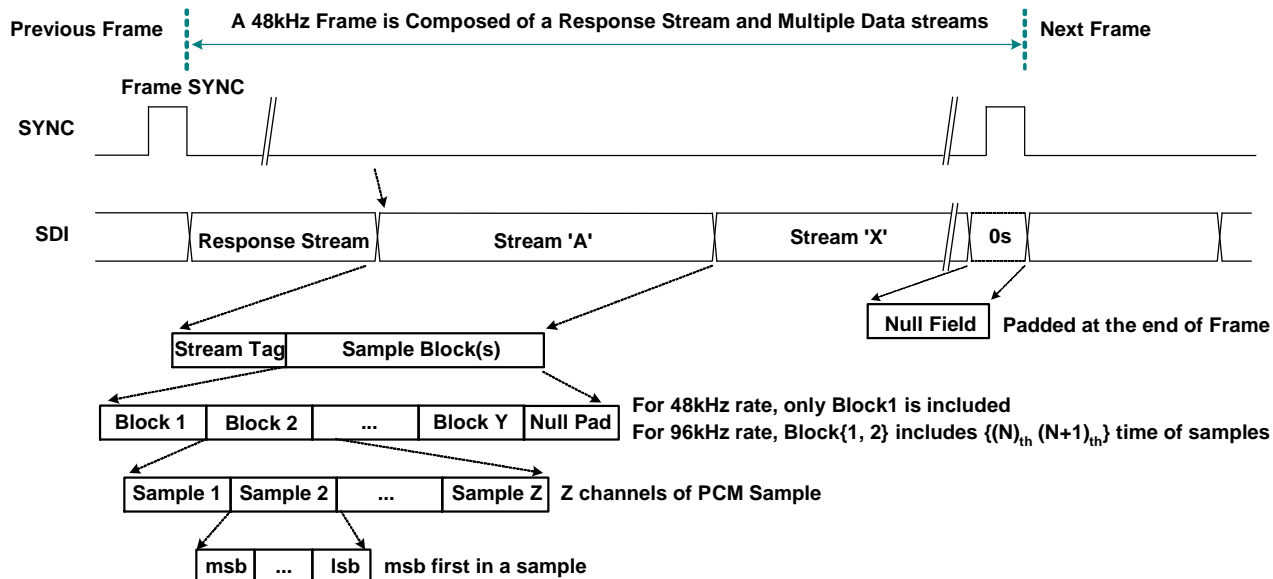 A 48kHz Frame is Composed of a Response Stream and Multiple Data streams
Previous Frame
Next Frame
Frame SYNC
SYNC
SDI
Response Stream
Stream 'A'
Stream 'X'
0s
Null Field
Padded at the end of Frame
Stream Tag
Sample Block(s)
Block 1
Block 2
...
Block Y
Null Pad
For 48kHz rate, only Block1 is included
For 96kHz rate, Block{1, 2} includes {(N)th (N+1)th} time of samples
Sample 1
Sample 2
...
Sample Z
Z channels of PCM Sample
msb
...
lsb
msb first in a sample